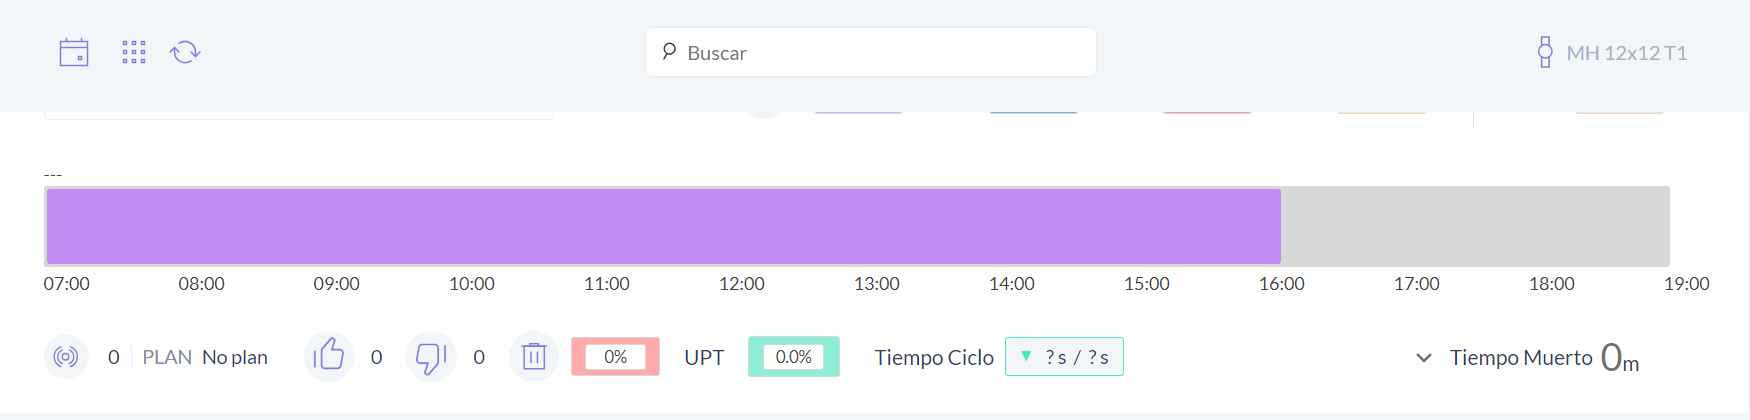 Buscar
MH 12x12 T1
---
07:00 08:00 09:00 10:00 11:00 12:00 13:00 14:00 15:00 16:00 17:00 18:00 19:00
0 PLAN No plan 0 0 0% UPT 0.0% Tiempo Ciclo ▼ ?s / ?s Tiempo Muerto 0m